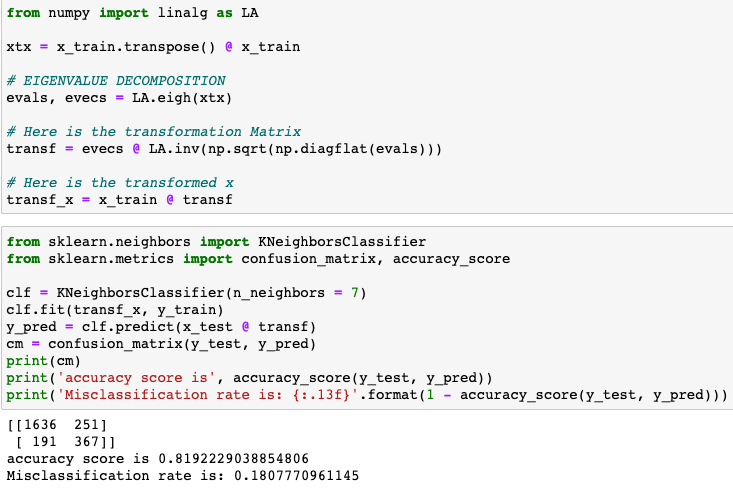 from numpy import linalg as LA
xtx = x_train.transpose() @ x_train
# EIGENVALUE DECOMPOSITION
evals, evecs = LA.eigh(xtx)
# Here is the transformation Matrix
transf = evecs @ LA.inv(np.sqrt(np.diagflat(evals)))
# Here is the transformed x
transf_x = x_train @ transf
from sklearn.neighbors import KNeighborsClassifier
from sklearn.metrics import confusion_matrix, accuracy_score
clf = KNeighborsClassifier(n_neighbors = 7)
clf.fit(transf_x, y_train)
y_pred = clf.predict(x_test @ transf)
cm = confusion_matrix(y_test, y_pred)
print(cm)
print('accuracy score is', accuracy_score(y_test, y_pred))
print('Misclassification rate is: {:.13f}'.format(1 - accuracy_score(y_test, y_pred)))
[[1636  251]
 [ 191  367]]
accuracy score is 0.8192229038854806
Misclassification rate is: 0.1807770961145